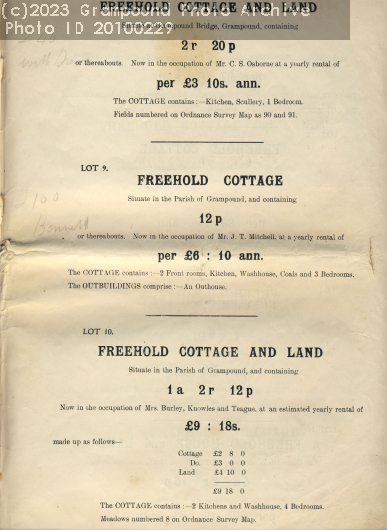 (c)2023 Grampound Photo Archive
Photo ID 20100229
FREEHOLD COTTAGE AND LAND
Grampound Bridge, Grampound, containing
2r 20p
or thereabouts. Now in the occupation of Mr. C. S. Osborne at a yearly rental of
per £3 10s. ann.
The COTTAGE contains:—Kitchen, Scullery, 1 Bedroom.
Fields numbered on Ordnance Survey Map as 90 and 91.
LOT 9.
FREEHOLD COTTAGE
Situate in the Parish of Grampound, and containing
12p
or thereabouts. Now in the occupation of Mr. J. T. Mitchell, at a yearly rental of
per £6 : 10 ann.
The COTTAGE contains:—2 Front rooms, Kitchen, Washhouse, Coals and 3 Bedrooms.
The OUTBUILDINGS comprise:—An Outhouse.
LOT 10.
FREEHOLD COTTAGE AND LAND
Situate in the Parish of Grampound, and containing
1a 2r 12p
Now in the occupation of Mrs. Burley, Knowles and Teague, at an estimated yearly rental of
£9 : 18s.
made up as follows—
Cottage £2 8 0
Do. £3 0 0
Land £4 10 0
£9 18 0
The COTTAGE contains:—2 Kitchens and Washhouse, 4 Bedrooms.
Meadows numbered 8 on Ordnance Survey Map.